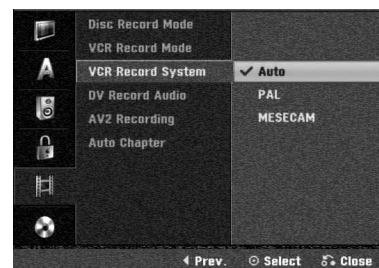 Disc Record Mode
VCR Record Mode
VCR Record System
DV Record Audio
AV2 Recording
Auto Chapter
Auto
PAL
MESECAM
Prev. Select Close